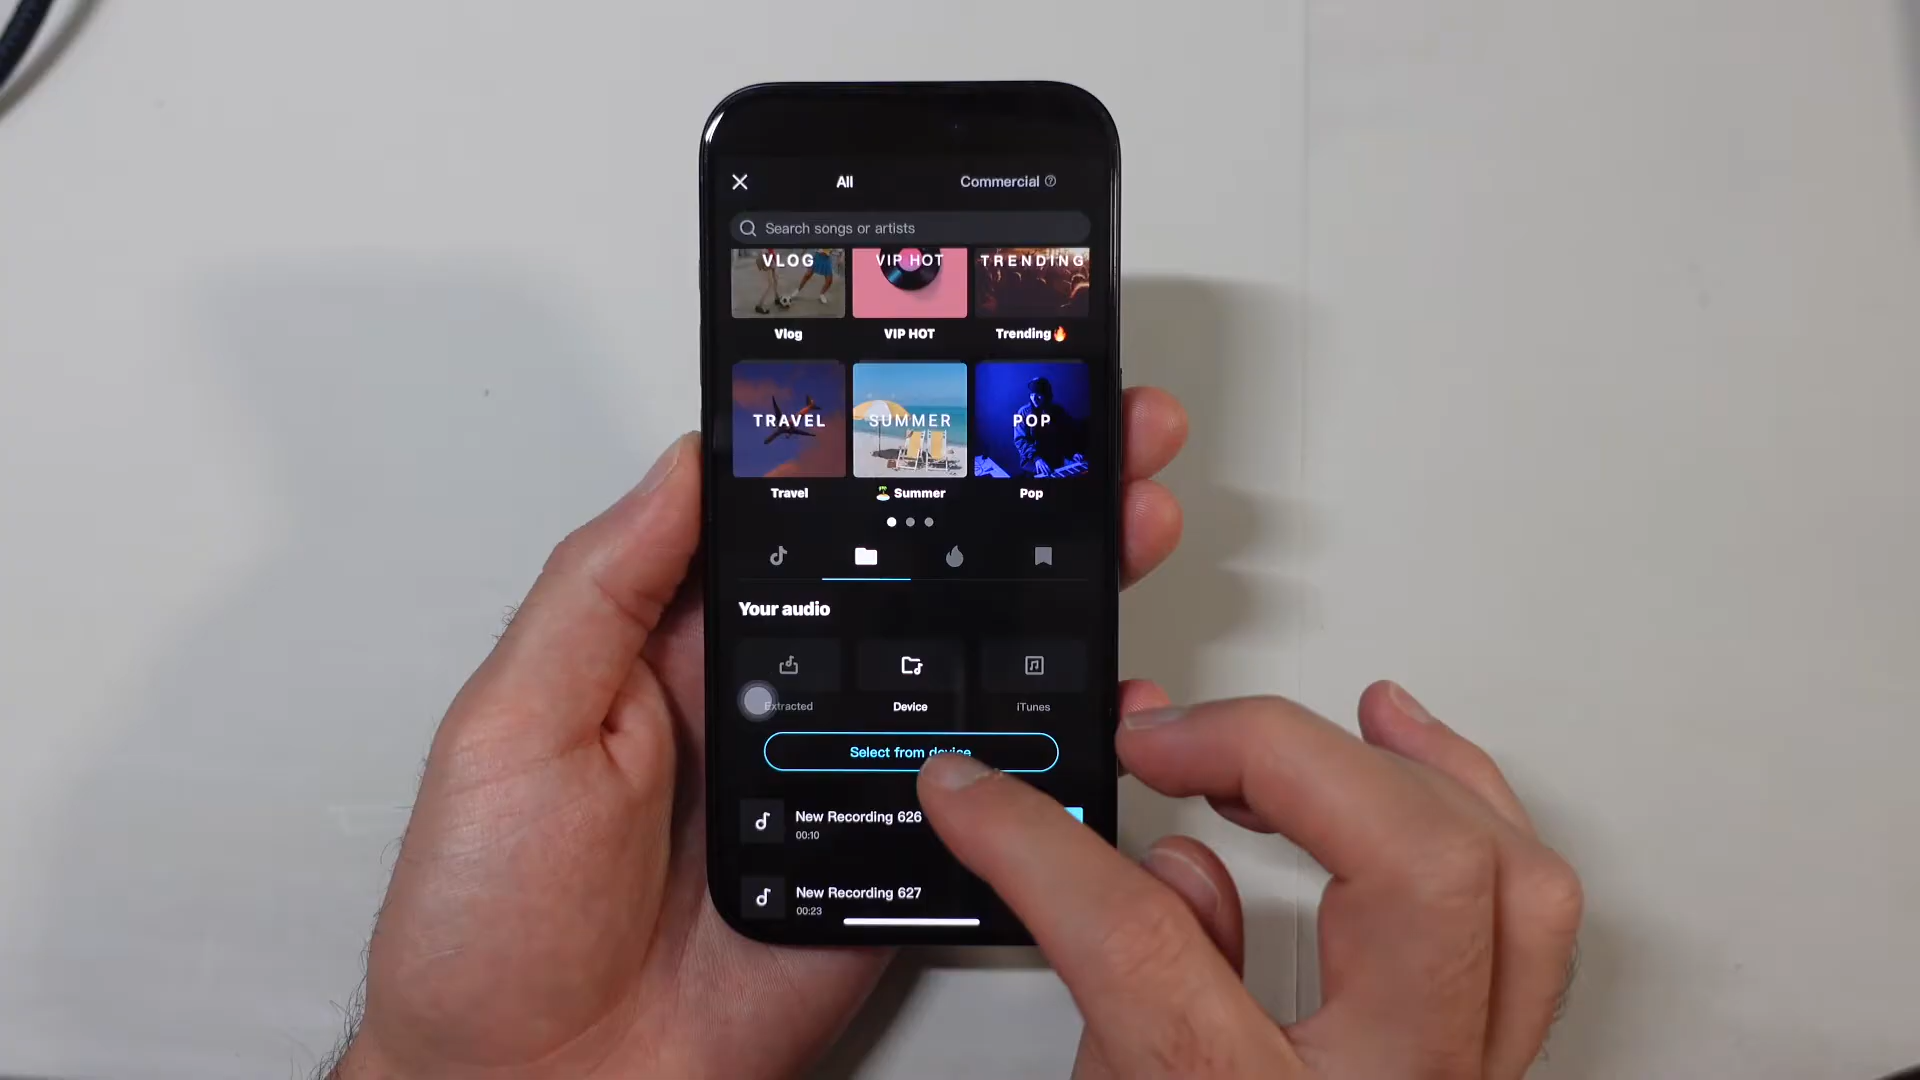 All
Commercial
Search songs or artists
VLOG
VIP HOT
TRENDING
Vlog
VIP HOT
Trending
TRAVEL
SUMMER
POP
Travel
Summer
Pop
Your audio
Extracted
Device
iTunes
Select from device
New Recording 626
00:10
New Recording 627
00:23